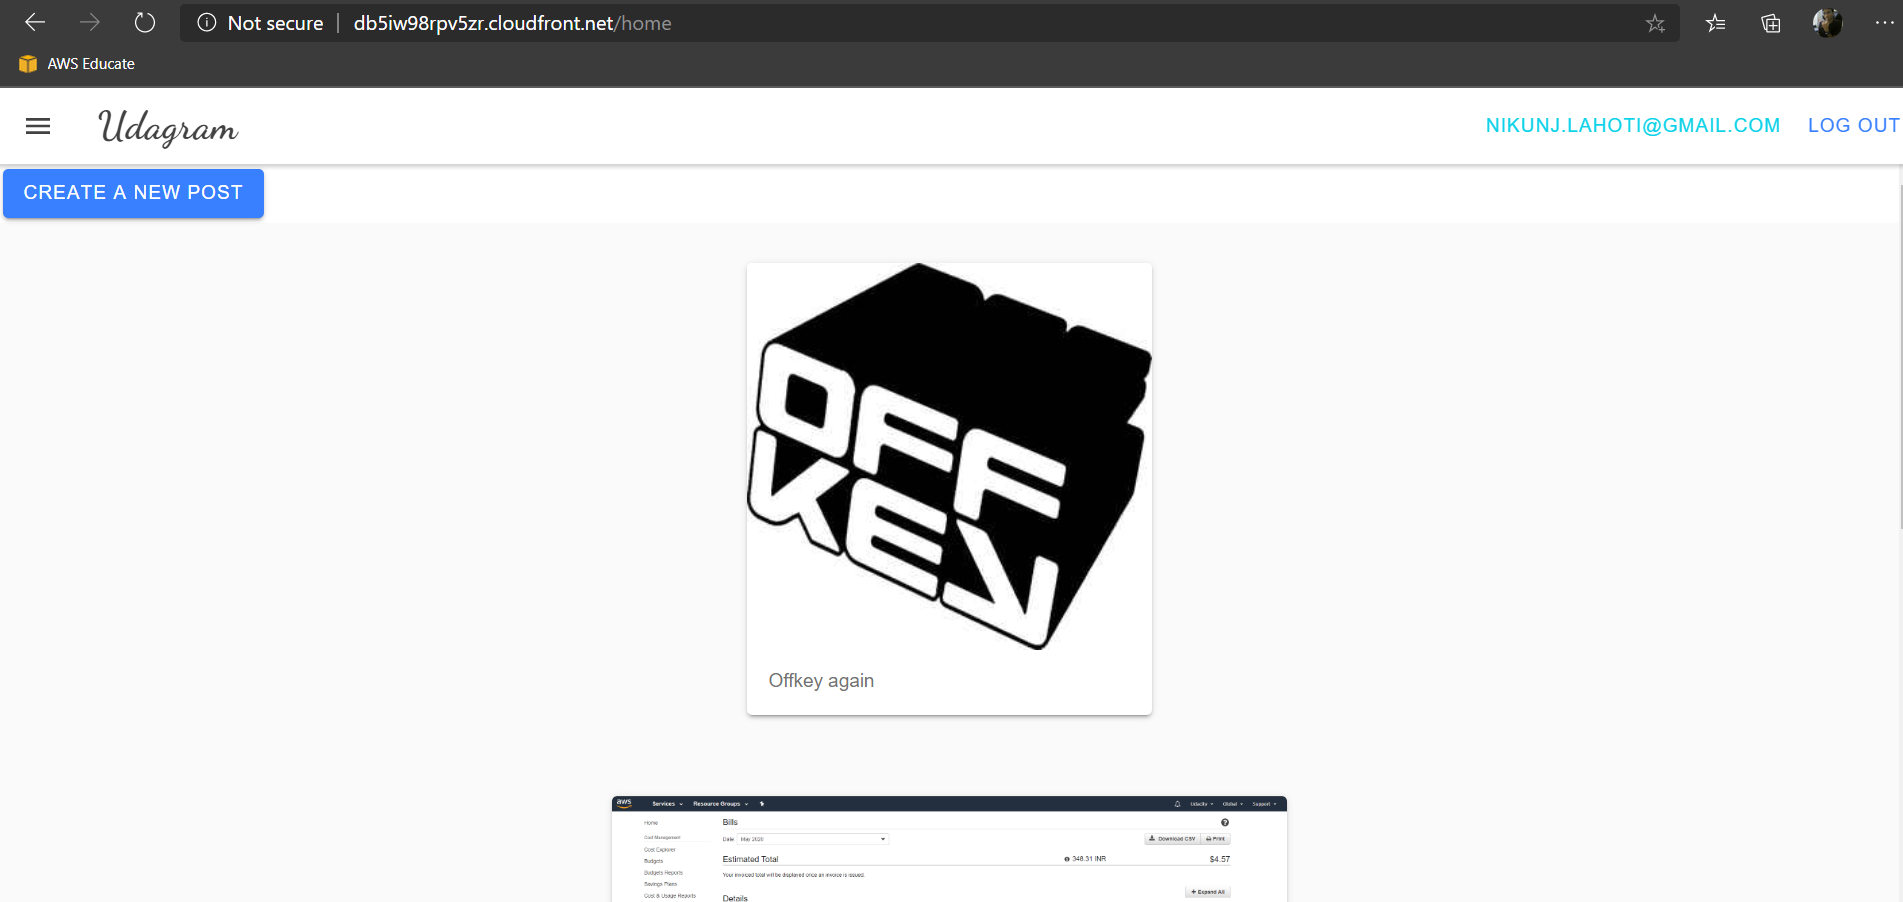 Not secure | db5iw98rpv5zr.cloudfront.net/home
AWS Educate
Udagram
NIKUNJ.LAHOTI@GMAIL.COM LOG OUT
CREATE A NEW POST
OFF
KEY
Offkey again
aws Services Resource Groups Udacity Global Support
Home
Bills
Cost Management
Date: May 2020
Download CSV Print
Cost Explorer
Budgets
Estimated Total 348.31 INR $4.57
Budgets Reports
Your invoiced total will be displayed once an invoice is issued.
Savings Plans
Expand All
Cost & Usage Reports
Details